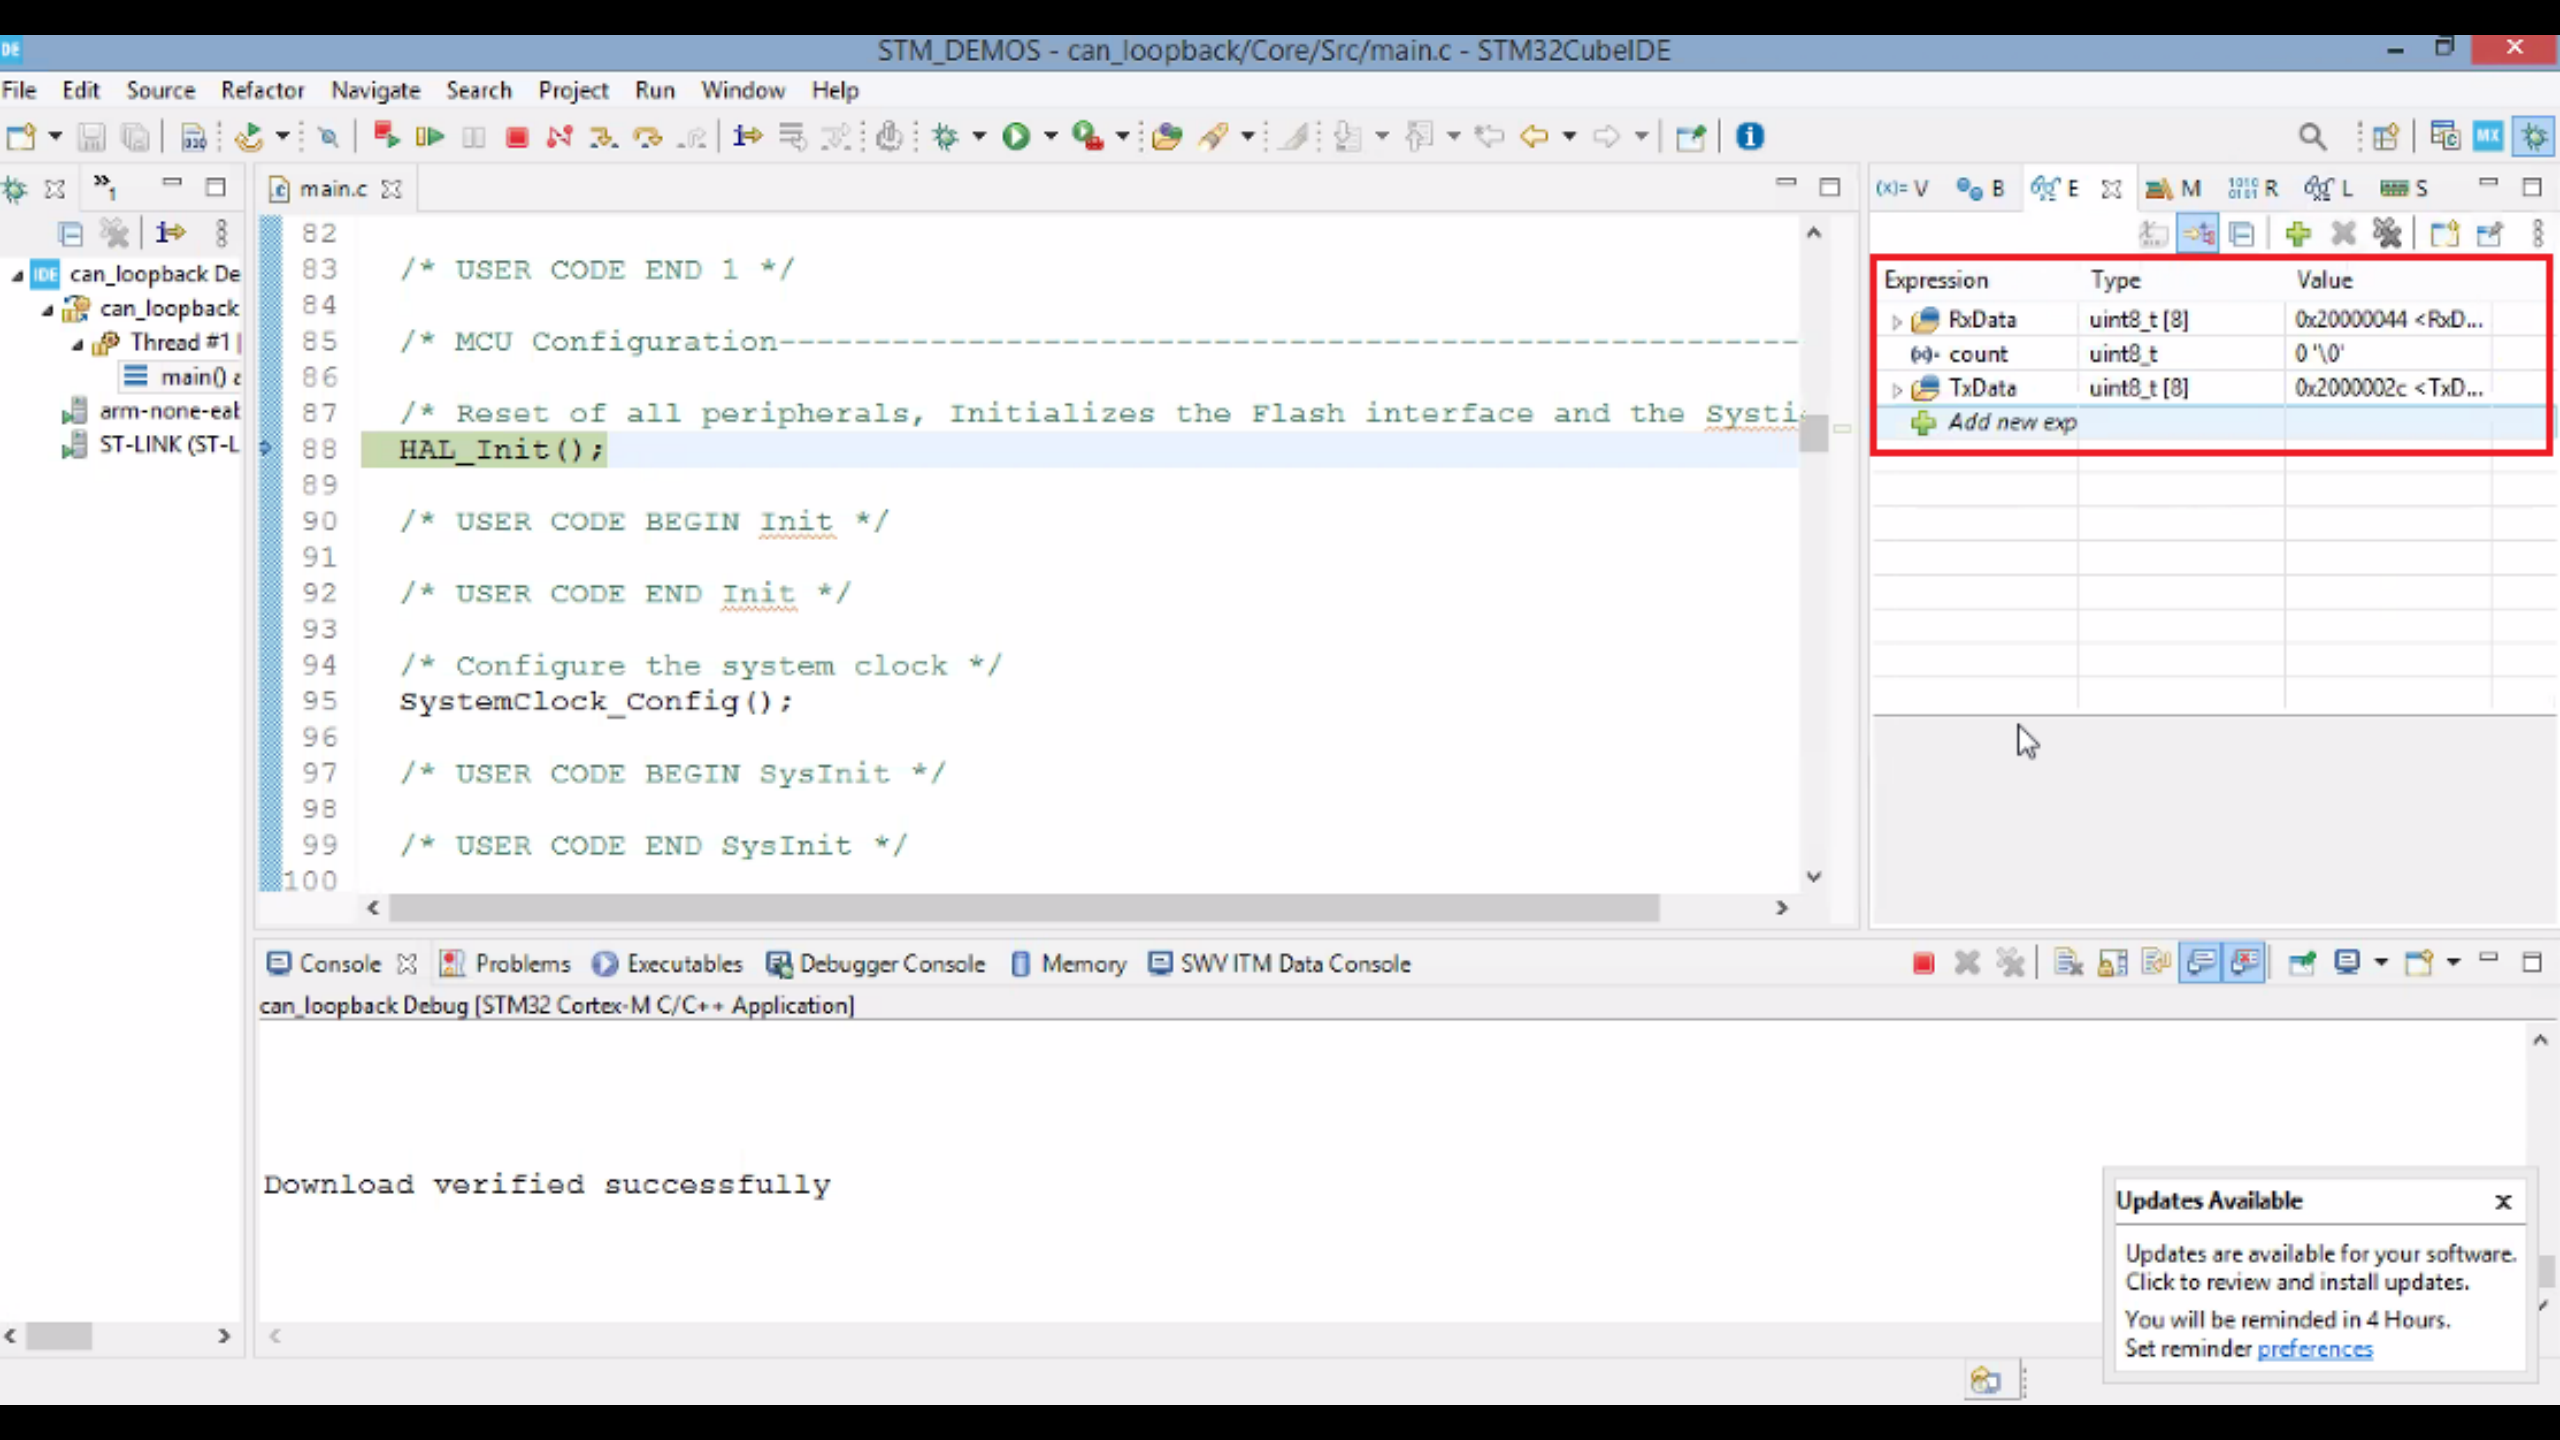 IDE
STM_DEMOS - can_loopback/Core/Src/main.c - STM32CubeIDE
File Edit Source Refactor Navigate Search Project Run Window Help
MX
»1
main.c
(x)= V B E M 1010 0101 R L S
IDE can_loopback De
can_loopback
Thread #1
main() a
arm-none-eab
ST-LINK (ST-L
82
83 /* USER CODE END 1 */
84
85 /* MCU Configuration--------------------------------------------------------
86
87 /* Reset of all peripherals, Initializes the Flash interface and the Systi
88 HAL_Init();
89
90 /* USER CODE BEGIN Init */
91
92 /* USER CODE END Init */
93
94 /* Configure the system clock */
95 SystemClock_Config();
96
97 /* USER CODE BEGIN SysInit */
98
99 /* USER CODE END SysInit */
100
Expression Type Value
RxData uint8_t [8] 0x20000044 <RxD...
(x)= count uint8_t 0 '\0'
TxData uint8_t [8] 0x2000002c <TxD...
Add new exp
Console Problems Executables Debugger Console Memory SWV ITM Data Console
can_loopback Debug [STM32 Cortex-M C/C++ Application]
Download verified successfully
Updates Available x
Updates are available for your software.
Click to review and install updates.
You will be reminded in 4 Hours.
Set reminder preferences